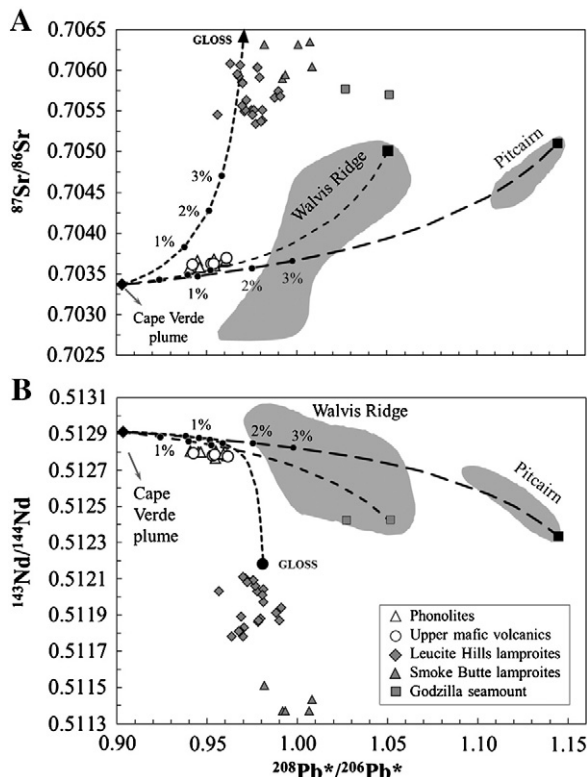 A
0.7065
GLOSS
0.7060
0.7055
0.7050
0.7045
0.7040
0.7035
0.7030
0.7025
87Sr/86Sr
3%
2%
1%
Walvis Ridge
Pitcairn
1%
2%
3%
Cape Verde
plume
B
0.5131
0.5129
0.5127
0.5125
0.5123
0.5121
0.5119
0.5117
0.5115
0.5113
143Nd/144Nd
Walvis Ridge
1%
2%
3%
1%
Cape
Verde
plume
Pitcairn
GLOSS
Phonolites
Upper mafic volcanics
Leucite Hills lamproites
Smoke Butte lamproites
Godzilla seamount
0.90 0.95 1.00 1.05 1.10 1.15
208Pb*/206Pb*